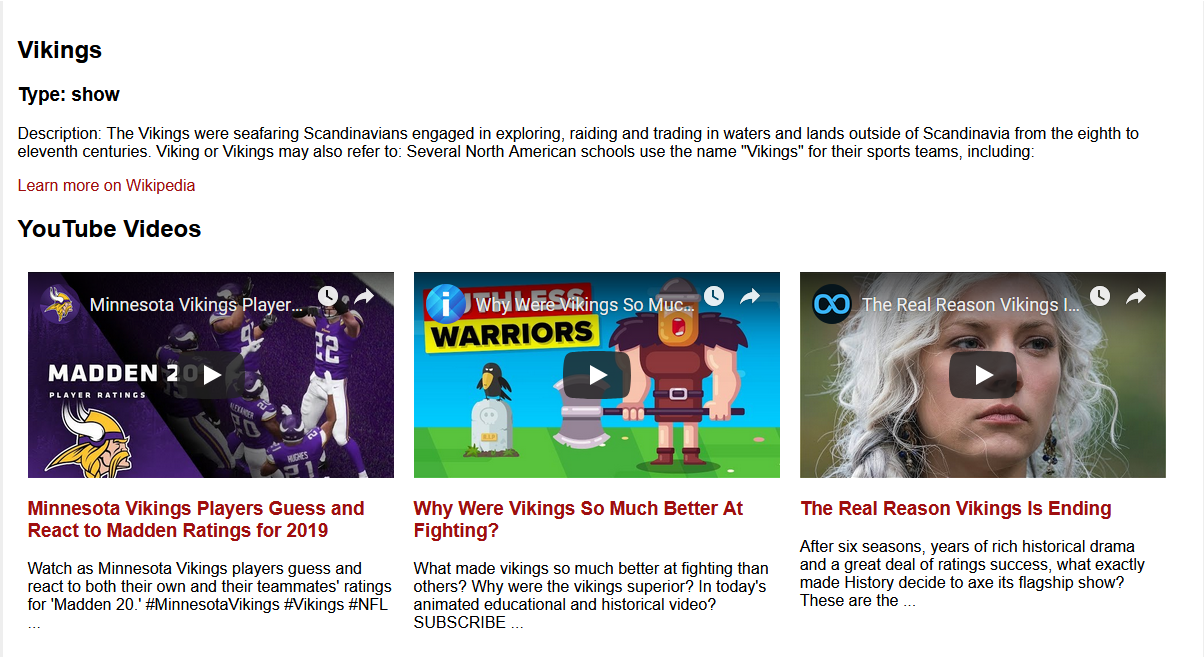 Vikings
Type: show
Description: The Vikings were seafaring Scandinavians engaged in exploring, raiding and trading in waters and lands outside of Scandinavia from the eighth to
eleventh centuries. Viking or Vikings may also refer to: Several North American schools use the name "Vikings" for their sports teams, including:
Learn more on Wikipedia
YouTube Videos
Minnesota Vikings Player...
22
MADDEN 20
PLAYER RATINGS
ALEXANDER
20
HUGHES
21
Why Were Vikings So Muc...
WARRIORS
R.I.P
The Real Reason Vikings I...
Minnesota Vikings Players Guess and
React to Madden Ratings for 2019
Watch as Minnesota Vikings players guess and
react to both their own and their teammates' ratings
for 'Madden 20.' #MinnesotaVikings #Vikings #NFL
...
Why Were Vikings So Much Better At
Fighting?
What made vikings so much better at fighting than
others? Why were the vikings superior? In today's
animated educational and historical video?
SUBSCRIBE ...
The Real Reason Vikings Is Ending
After six seasons, years of rich historical drama
and a great deal of ratings success, what exactly
made History decide to axe its flagship show?
These are the ...